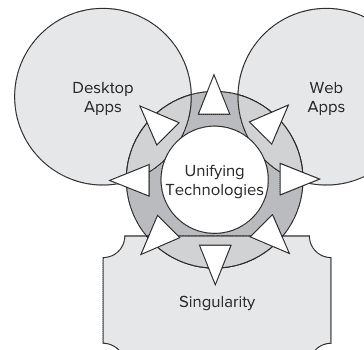 Desktop
Apps
Web
Apps
Unifying
Technologies
Singularity